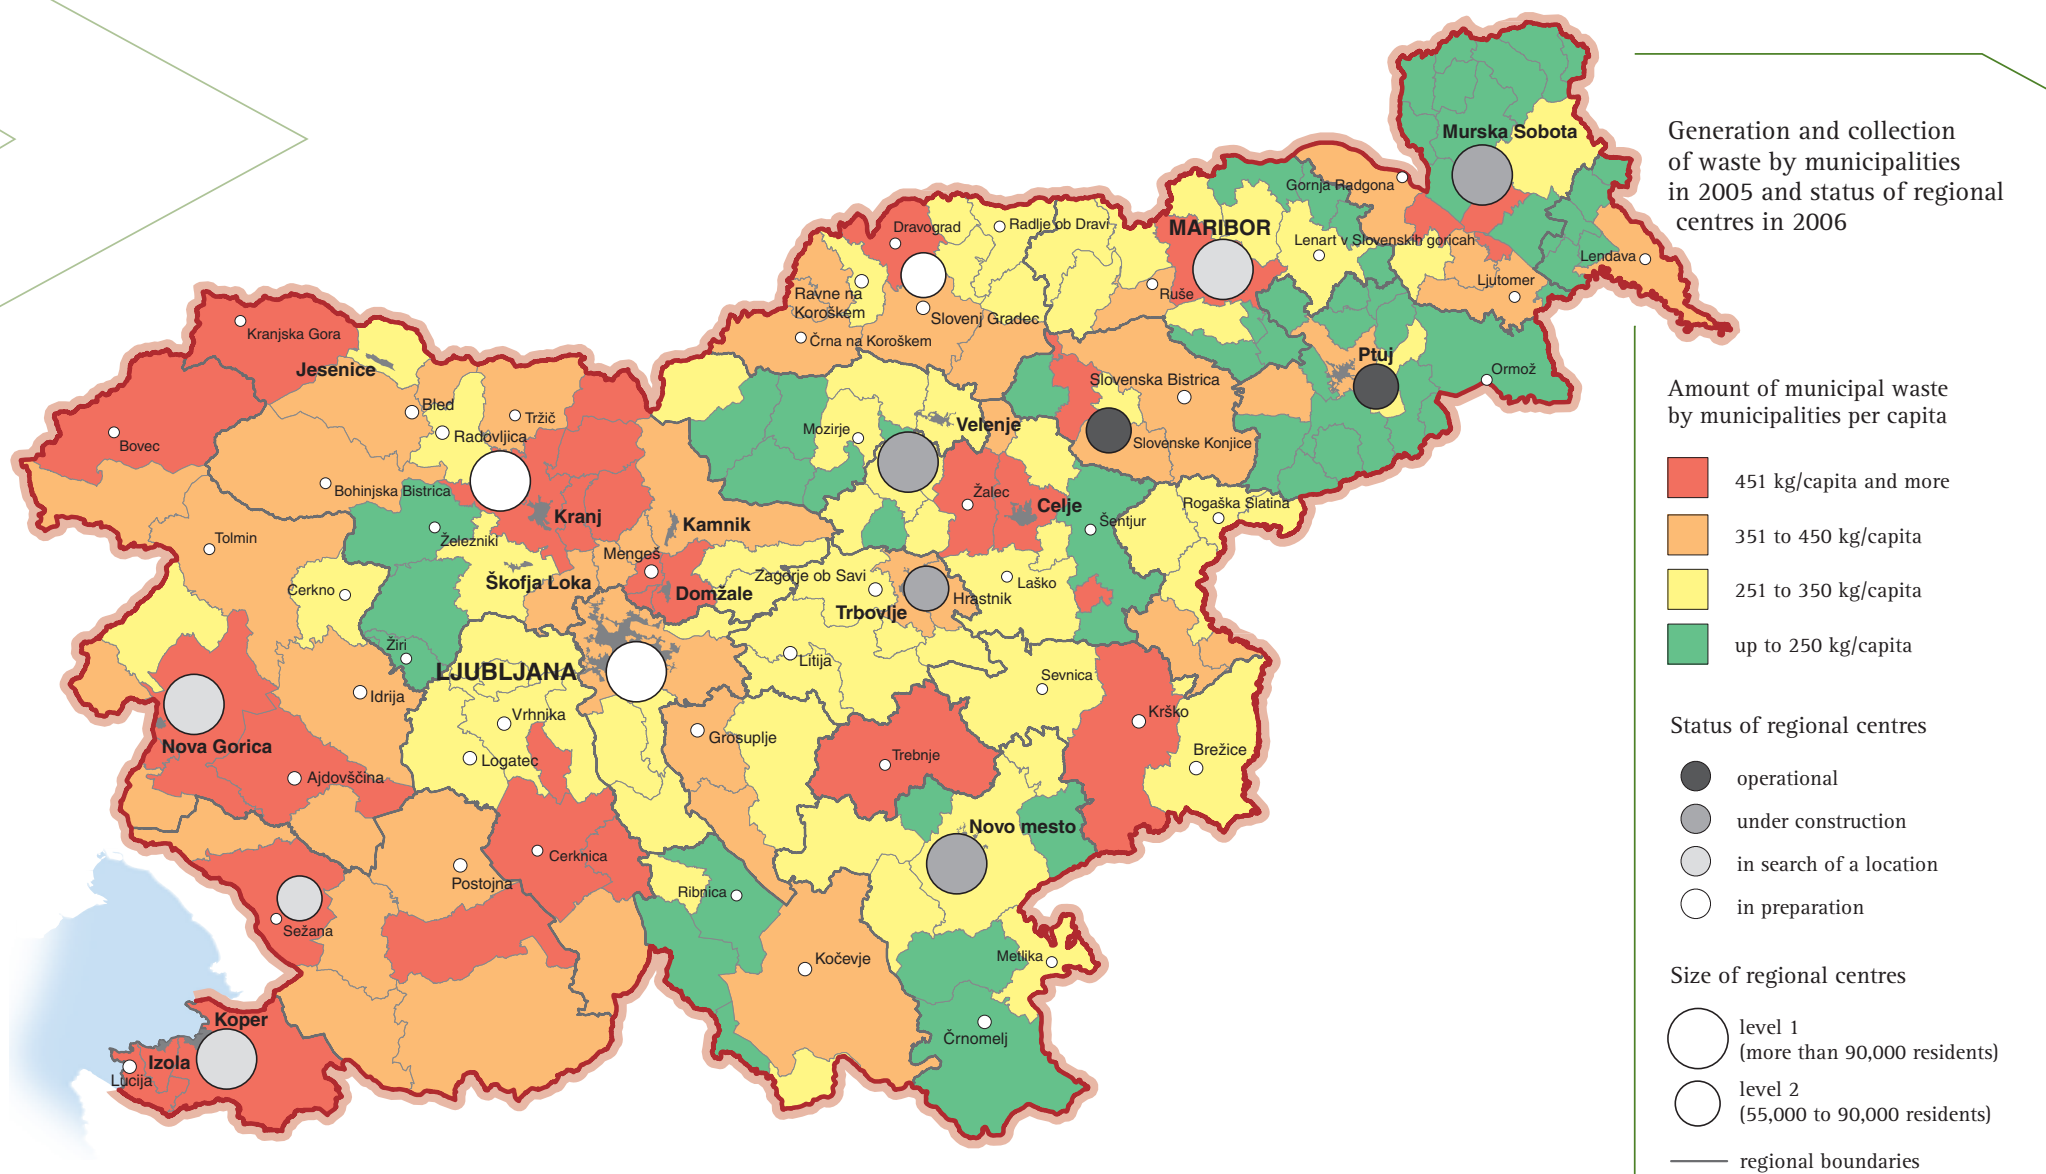 Generation and collection
of waste by municipalities
in 2005 and status of regional
centres in 2006
Amount of municipal waste
by municipalities per capita
451 kg/capita and more
351 to 450 kg/capita
251 to 350 kg/capita
up to 250 kg/capita
Status of regional centres
operational
under construction
in search of a location
in preparation
Size of regional centres
level 1
(more than 90,000 residents)
level 2
(55,000 to 90,000 residents)
regional boundaries
Murska Sobota
Gornja Radgona
MARIBOR
Dravograd
Radlje ob Dravi
Lenart v Slovenskih goricah
Lendava
Ljutomer
Ruše
Ravne na
Koroškem
Slovenj Gradec
Črna na Koroškem
Kranjska Gora
Jesenice
Ptuj
Ormož
Slovenska Bistrica
Bled
Tržič
Radovljica
Bovec
Mozirje
Velenje
Slovenske Konjice
Bohinjska Bistrica
Žalec
Celje
Rogaška Slatina
Kranj
Kamnik
Šentjur
Tolmin
Železniki
Mengeš
Cerkno
Škofja Loka
Domžale
Zagorje ob Savi
Laško
Hrastnik
Trbovlje
Žiri
LJUBLJANA
Litija
Sevnica
Idrija
Vrhnika
Krško
Grosuplje
Nova Gorica
Logatec
Trebnje
Brežice
Ajdovščina
Novo mesto
Cerknica
Postojna
Ribnica
Sežana
Kočevje
Metlika
Koper
Črnomelj
Izola
Lucija